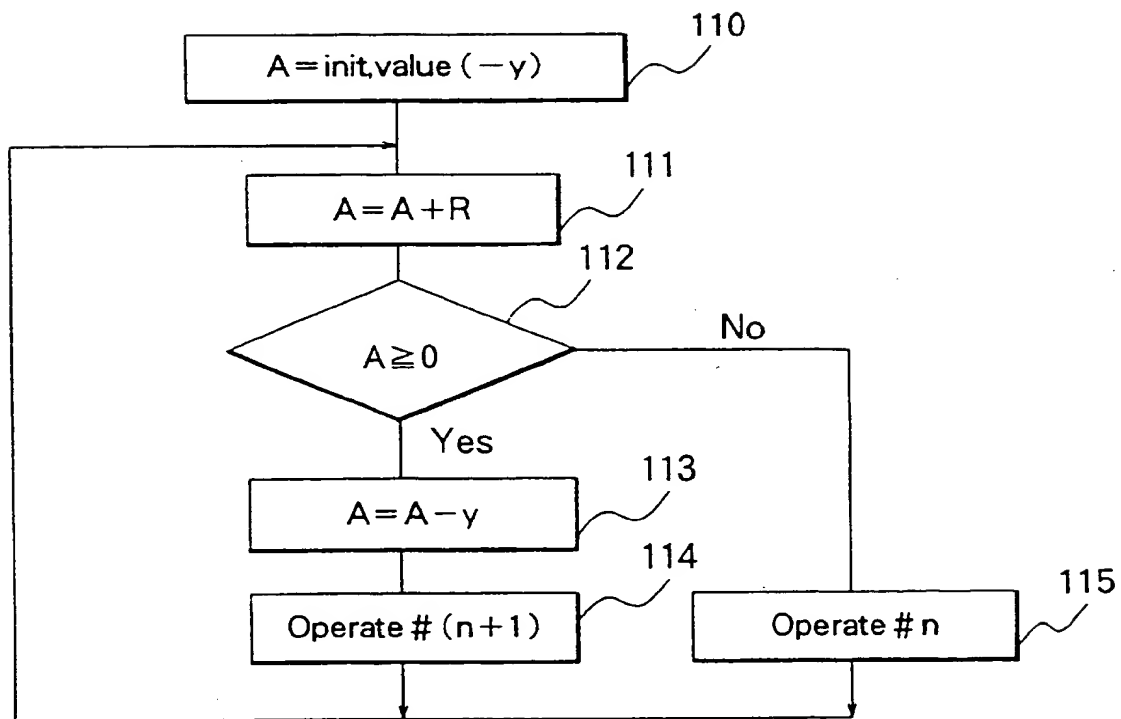 110
A=init,value (−y)
111
A=A+R
112
No
A≧0
Yes
113
A=A−y
114
115
Operate # (n+1)
Operate # n